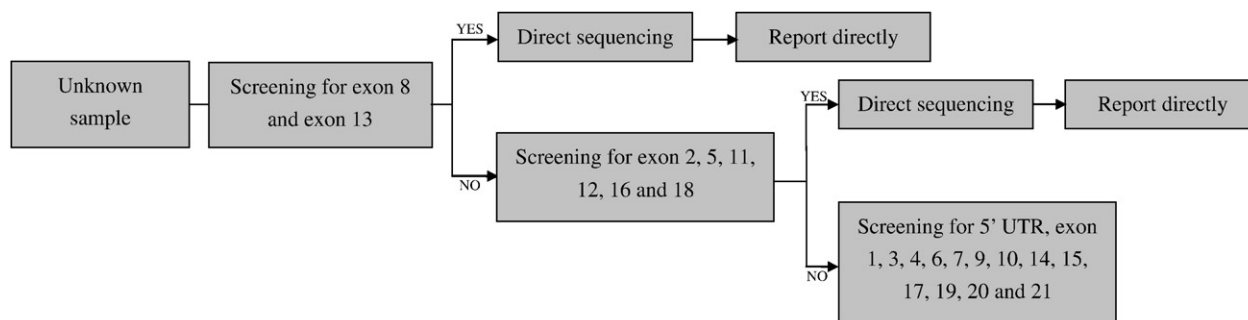 Unknown
sample
Screening for exon 8
and exon 13
YES
Direct sequencing
Report directly
NO
Screening for exon 2, 5, 11,
12, 16 and 18
YES
Direct sequencing
Report directly
NO
Screening for 5’ UTR, exon
1, 3, 4, 6, 7, 9, 10, 14, 15,
17, 19, 20 and 21